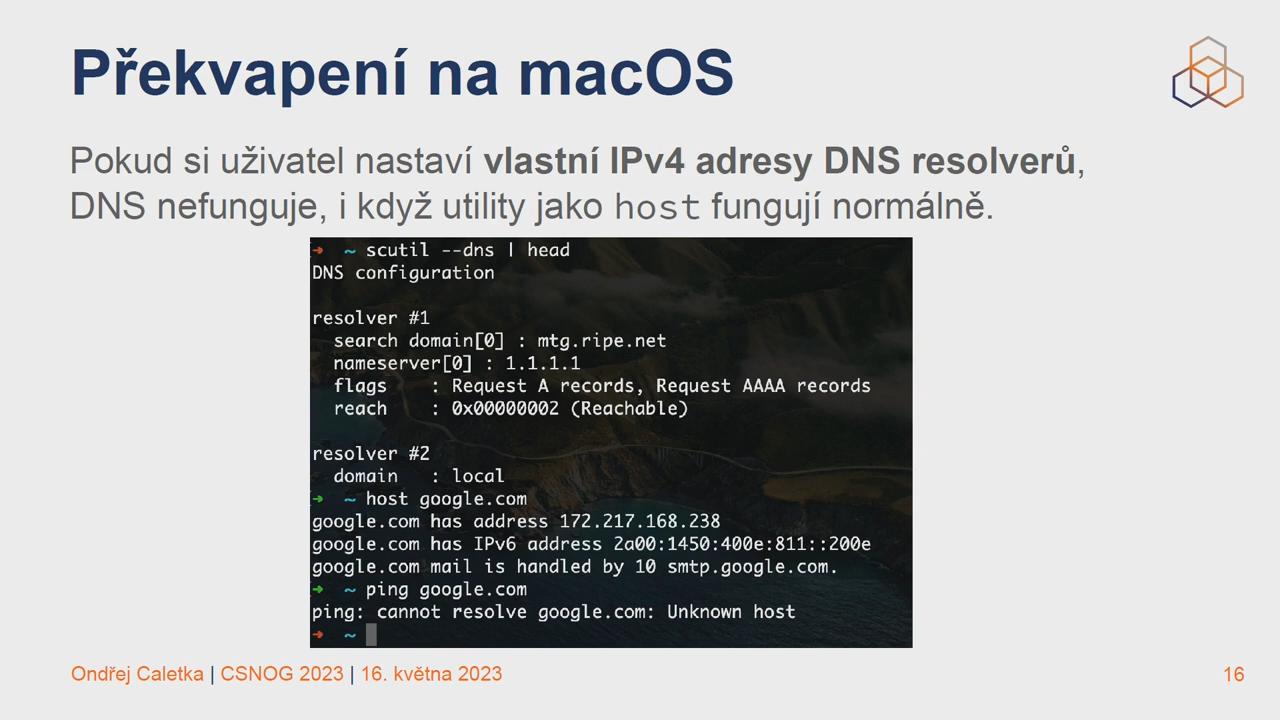 Překvapení na macOS
Pokud si uživatel nastaví vlastní IPv4 adresy DNS resolverů,
DNS nefunguje, i když utility jako host fungují normálně.
➜ ~ scutil --dns | head
DNS configuration
resolver #1
search domain[0] : mtg.ripe.net
nameserver[0] : 1.1.1.1
flags : Request A records, Request AAAA records
reach : 0x00000002 (Reachable)
resolver #2
domain : local
➜ ~ host google.com
google.com has address 172.217.168.238
google.com has IPv6 address 2a00:1450:400e:811::200e
google.com mail is handled by 10 smtp.google.com.
➜ ~ ping google.com
ping: cannot resolve google.com: Unknown host
➜ ~
Ondřej Caletka | CSNOG 2023 | 16. května 2023
16